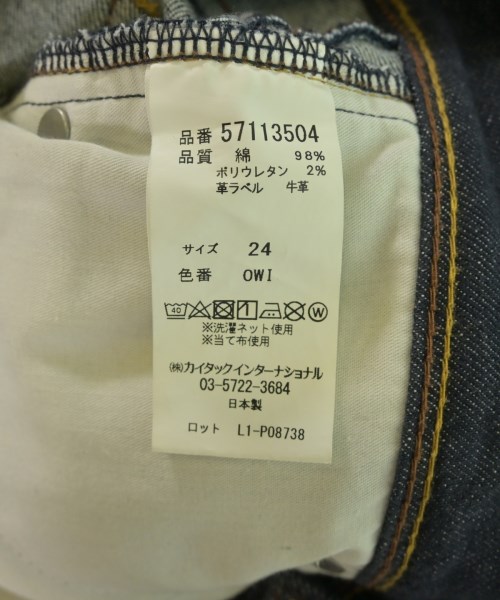 品番 57113504
品質 綿 98%
ポリウレタン 2%
革ラベル 牛革
サイズ 24
色番 OWI
40 W
※洗濯ネット使用
※当て布使用
㈱カイタックインターナショナル
03-5722-3684
日本製
ロット L1-P08738